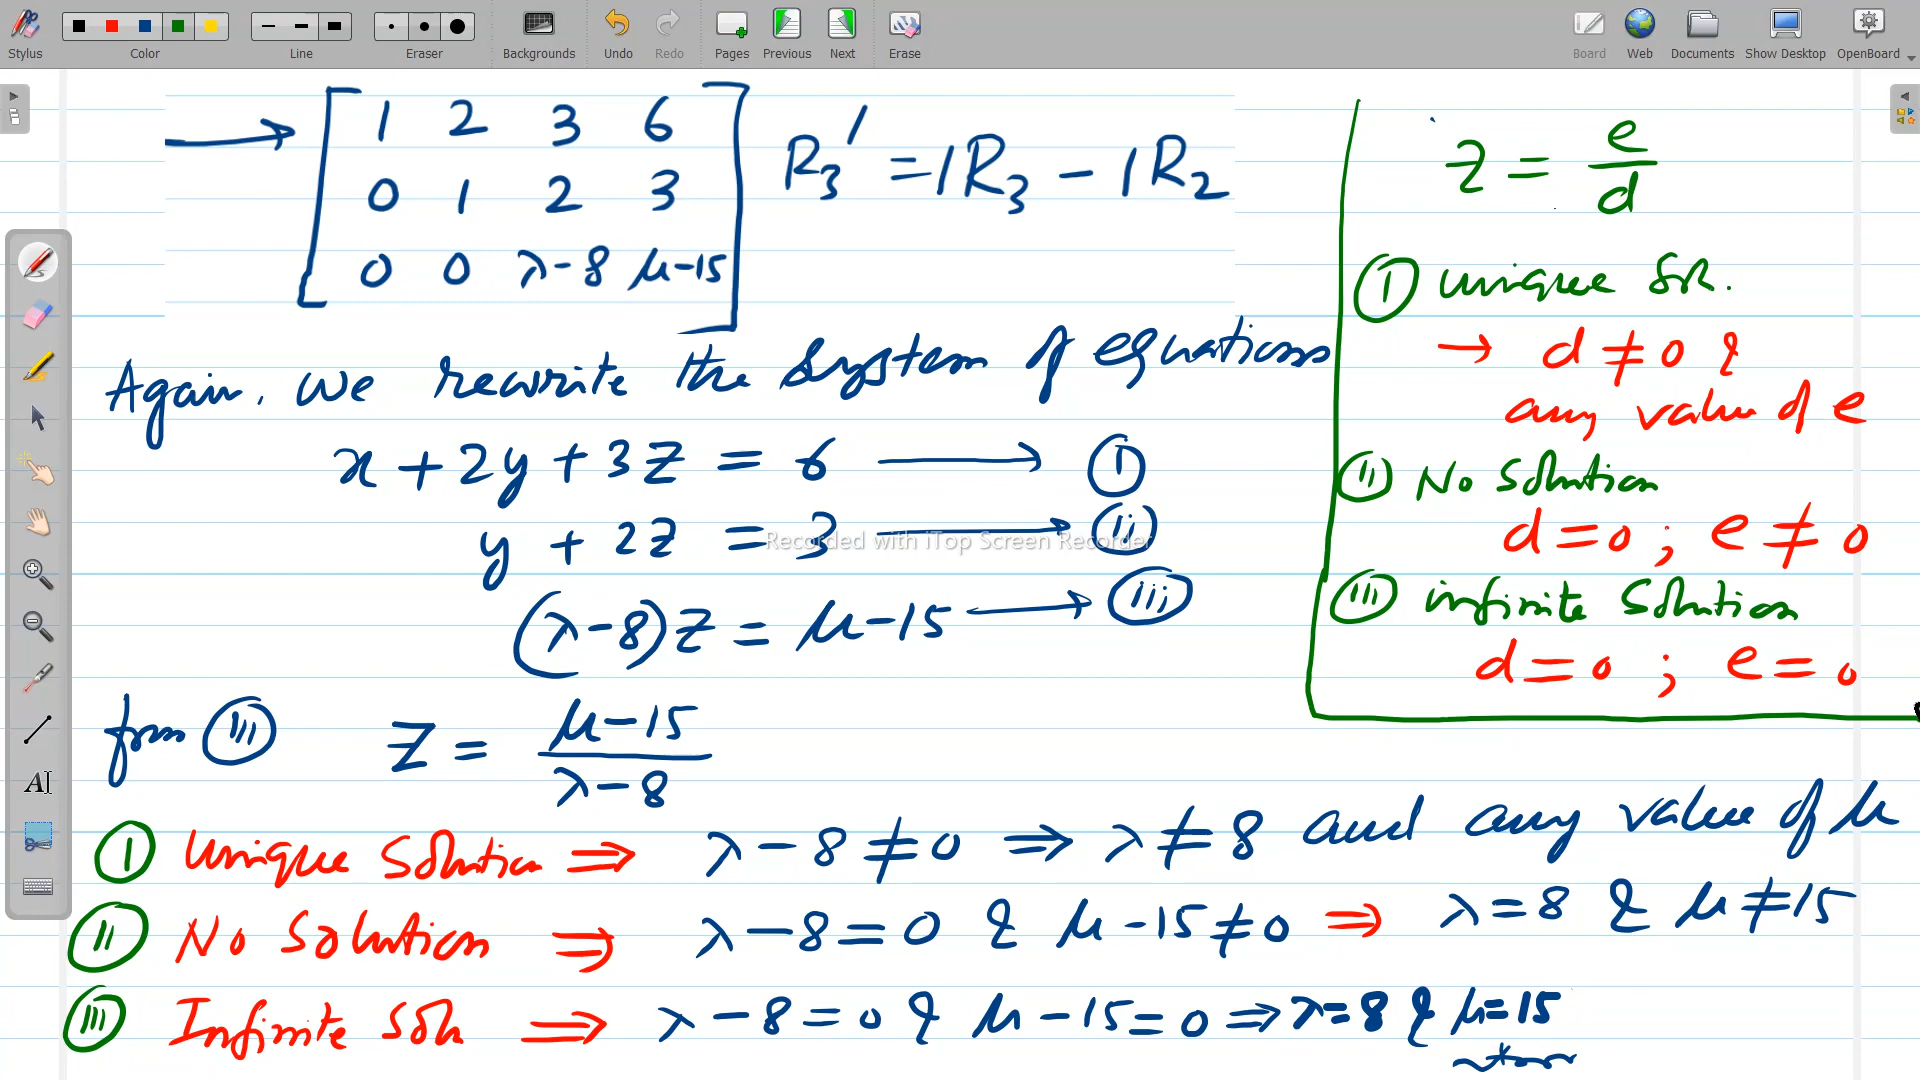 Stylus Color Line Eraser Backgrounds Undo Redo Pages Previous Next Erase Board Web Documents Show Desktop OpenBoard
1 2 3 6
0 1 2 3
0 0 λ-8 μ-15
R₃' = 1R₃ - 1R₂
Again, we rewrite the system of equations
x + 2y + 3z = 6 → (i)
y + 2z = 3 → (ii)
Recorded with iTop Screen Recorder
(λ-8)z = μ-15 → (iii)
from (iii) z = (μ-15)/(λ-8)
z = e/d
(i) unique soln.
→ d ≠ 0 &
any value of e
(ii) No solution
d = 0 ; e ≠ 0
(iii) infinite solution
d = 0 ; e = 0
(i) Unique solution ⇒ λ-8 ≠ 0 ⇒ λ ≠ 8 and any value of μ
(ii) No solution ⇒ λ-8 = 0 & μ-15 ≠ 0 ⇒ λ = 8 & μ ≠ 15
(iii) Infinite soln ⇒ λ-8 = 0 & μ-15 = 0 ⇒ λ = 8 & μ = 15